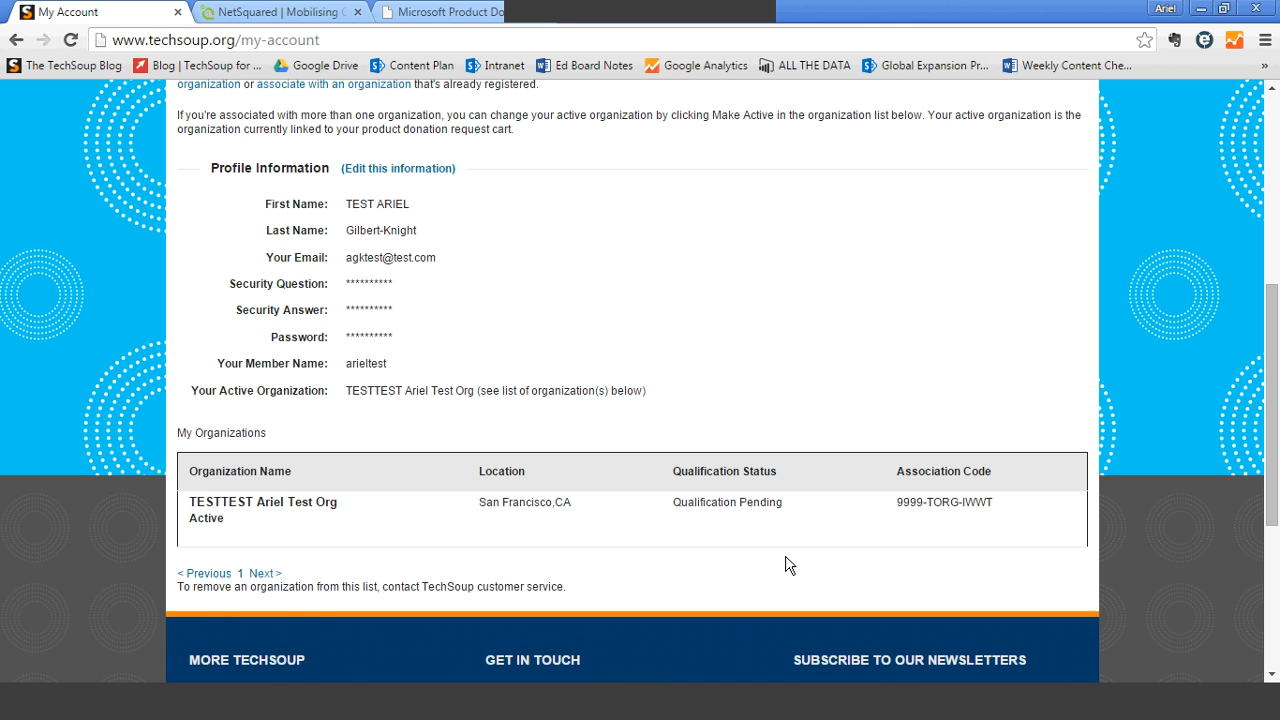 My Account
NetSquared | Mobilising C
Microsoft Product Do
Ariel
www.techsoup.org/my-account
The TechSoup Blog
Blog | TechSoup for ...
Google Drive
Content Plan
Intranet
Ed Board Notes
Google Analytics
ALL THE DATA
Global Expansion Pr...
Weekly Content Che...
»
organization or associate with an organization that's already registered.
If you're associated with more than one organization, you can change your active organization by clicking Make Active in the organization list below. Your active organization is the
organization currently linked to your product donation request cart.
Profile Information (Edit this information)
First Name: TEST ARIEL
Last Name: Gilbert-Knight
Your Email: agktest@test.com
Security Question: **********
Security Answer: **********
Password: **********
Your Member Name: arieltest
Your Active Organization: TESTTEST Ariel Test Org (see list of organization(s) below)
My Organizations
Organization Name Location Qualification Status Association Code
TESTTEST Ariel Test Org San Francisco,CA Qualification Pending 9999-TORG-IWWT
Active
< Previous 1 Next >
To remove an organization from this list, contact TechSoup customer service.
MORE TECHSOUP GET IN TOUCH SUBSCRIBE TO OUR NEWSLETTERS